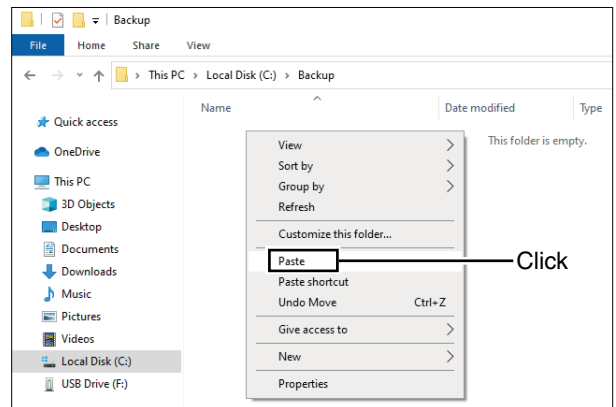 Backup
File Home Share View
This PC > Local Disk (C:) > Backup
Name Date modified Type
This folder is empty.
Quick access
OneDrive
This PC
3D Objects
Desktop
Documents
Downloads
Music
Pictures
Videos
Local Disk (C:)
USB Drive (F:)
View
Sort by
Group by
Refresh
Customize this folder...
Paste
Paste shortcut
Undo Move Ctrl+Z
Give access to
New
Properties
Click